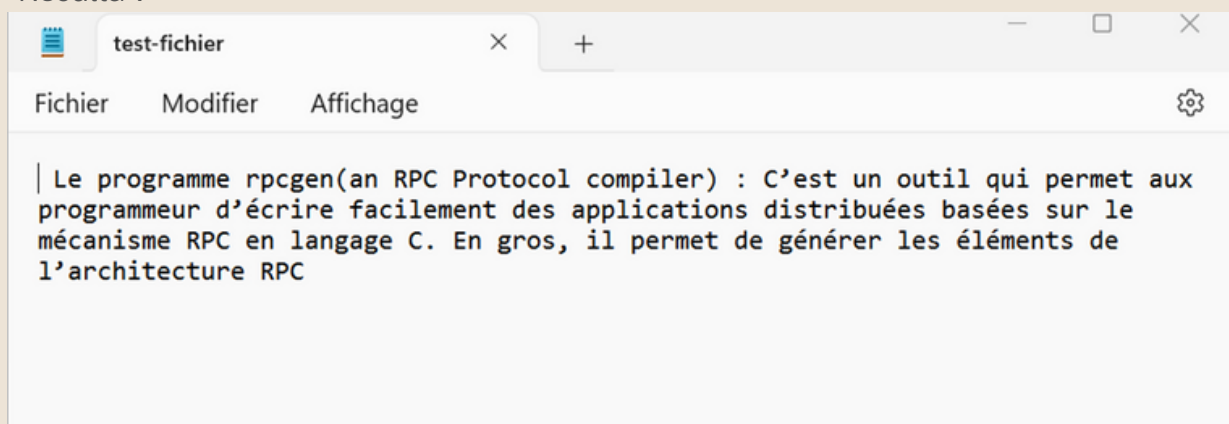 test-fichier
Fichier Modifier Affichage
Le programme rpcgen(an RPC Protocol compiler) : C’est un outil qui permet aux
programmeur d’écrire facilement des applications distribuées basées sur le
mécanisme RPC en langage C. En gros, il permet de générer les éléments de
l’architecture RPC